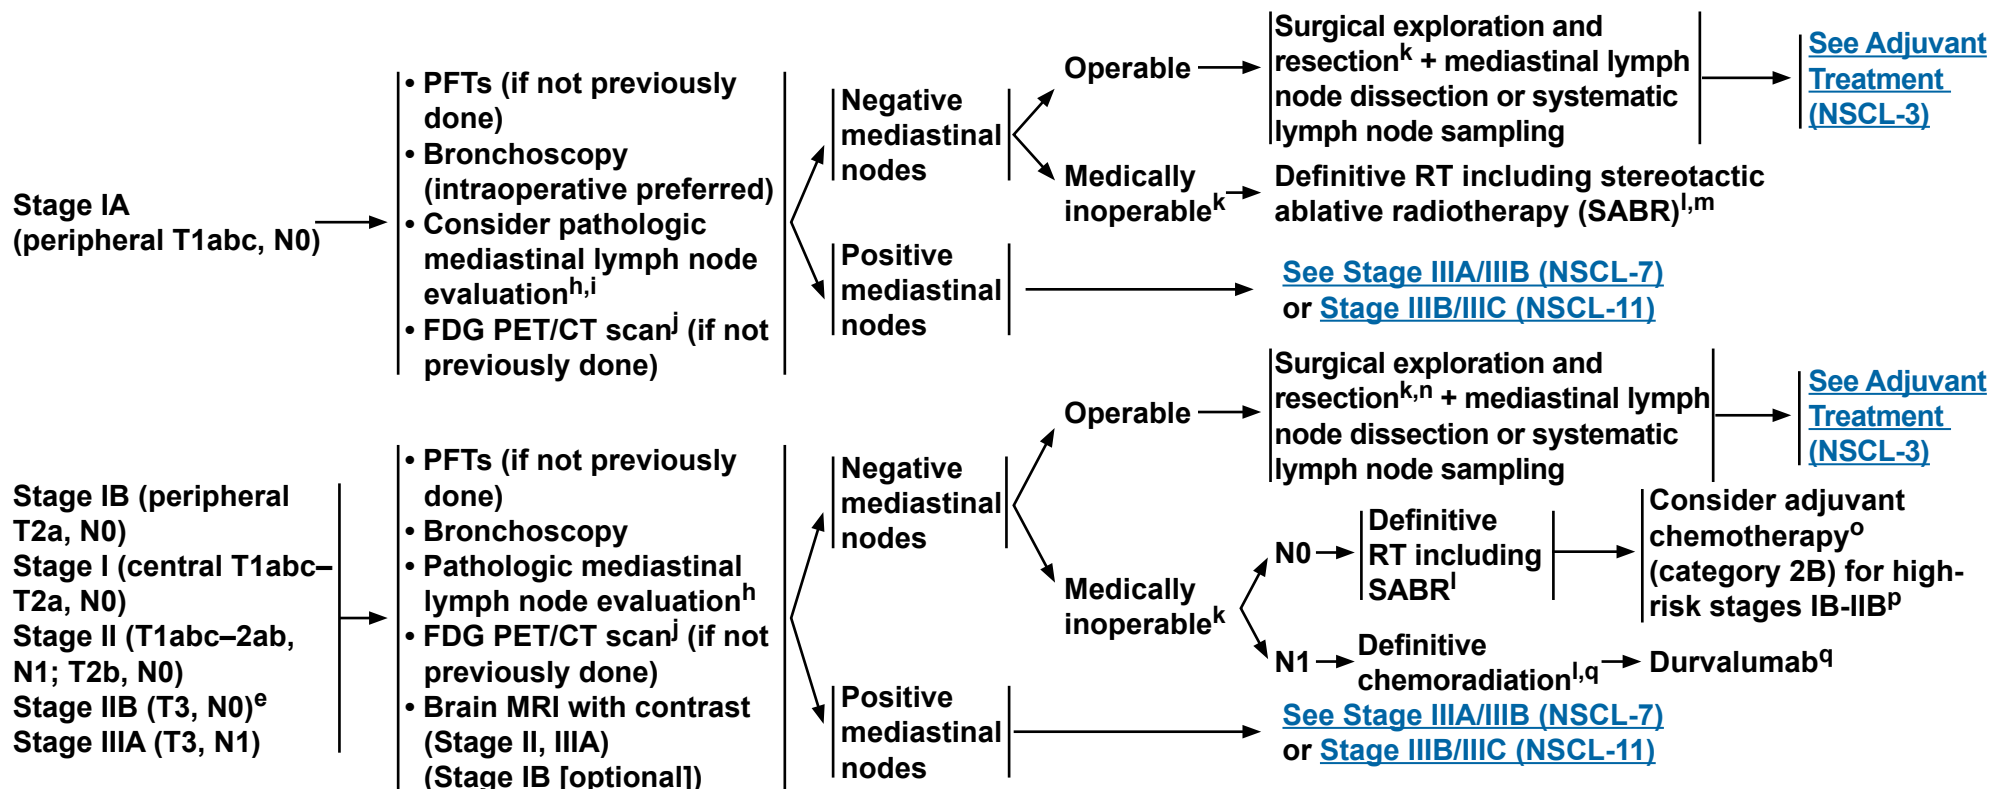 Stage IA
(peripheral T1abc, N0)
• PFTs (if not previously
done)
• Bronchoscopy
(intraoperative preferred)
• Consider pathologic
mediastinal lymph node
evaluationh,i
• FDG PET/CT scanj (if not
previously done)
Negative
mediastinal
nodes
Operable
Surgical exploration and
resectionk + mediastinal lymph
node dissection or systematic
lymph node sampling
See Adjuvant
Treatment
(NSCL-3)
Medically
inoperablek
Definitive RT including stereotactic
ablative radiotherapy (SABR)l,m
Positive
mediastinal
nodes
See Stage IIIA/IIIB (NSCL-7)
or Stage IIIB/IIIC (NSCL-11)
Stage IB (peripheral
T2a, N0)
Stage I (central T1abc–
T2a, N0)
Stage II (T1abc–2ab,
N1; T2b, N0)
Stage IIB (T3, N0)e
Stage IIIA (T3, N1)
• PFTs (if not previously
done)
• Bronchoscopy
• Pathologic mediastinal
lymph node evaluationh
• FDG PET/CT scanj (if not
previously done)
• Brain MRI with contrast
(Stage II, IIIA)
(Stage IB [optional])
Negative
mediastinal
nodes
Operable
Surgical exploration and
resectionk,n + mediastinal lymph
node dissection or systematic
lymph node sampling
See Adjuvant
Treatment
(NSCL-3)
Medically
inoperablek
N0
Definitive
RT including
SABRl
Consider adjuvant
chemotherapyo
(category 2B) for high-
risk stages IB-IIBp
N1
Definitive
chemoradiationl,q
Durvalumabq
Positive
mediastinal
nodes
See Stage IIIA/IIIB (NSCL-7)
or Stage IIIB/IIIC (NSCL-11)